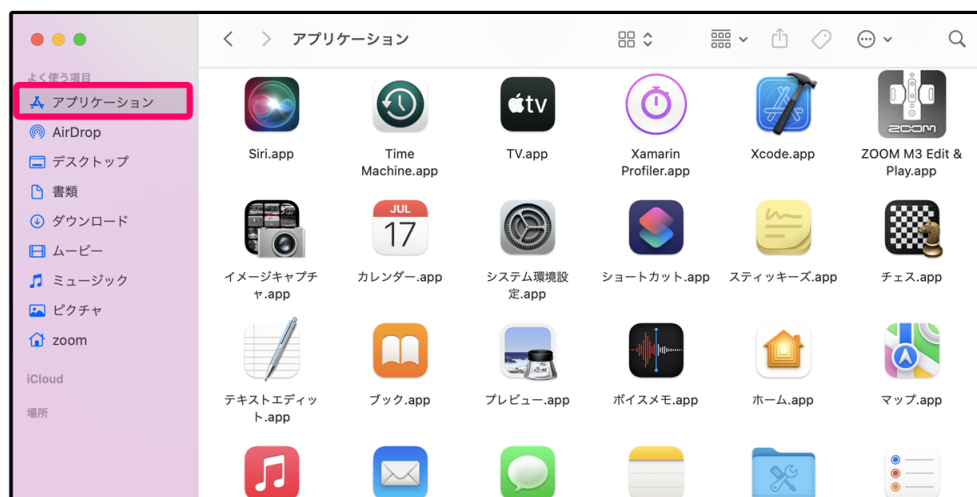 アプリケーション
よく使う項目
アプリケーション
AirDrop
デスクトップ
書類
ダウンロード
ムービー
ミュージック
ピクチャ
zoom
iCloud
場所
tv
zoom
Siri.app
Time
Machine.app
TV.app
Xamarin
Profiler.app
Xcode.app
ZOOM M3 Edit &
Play.app
JUL
17
イメージキャプチ
ャ.app
カレンダー.app
システム環境設
定.app
ショートカット.app
スティッキーズ.app
チェス.app
テキストエディッ
ト.app
ブック.app
プレビュー.app
ボイスメモ.app
ホーム.app
マップ.app